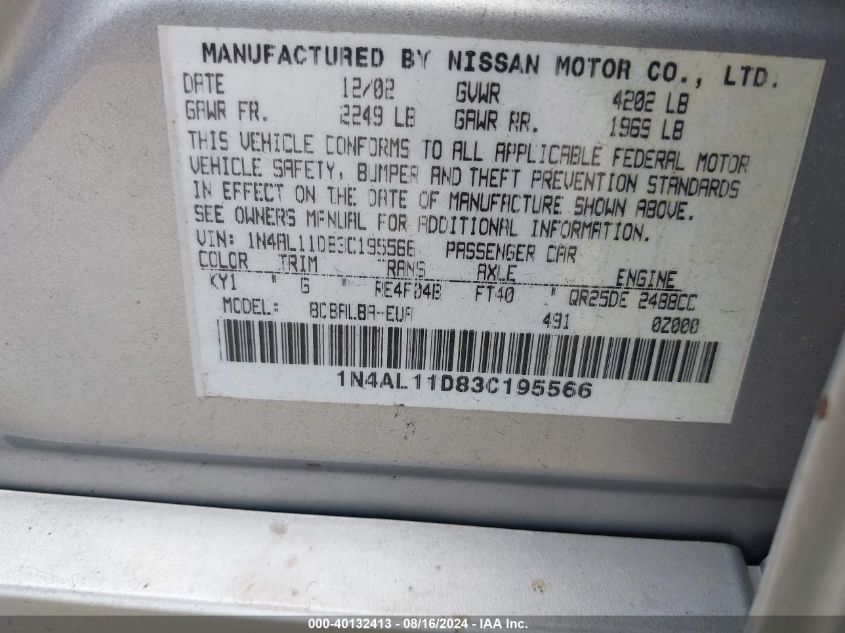 MANUFACTURED BY NISSAN MOTOR CO., LTD.
DATE 12/02 GVWR 4202 LB
GAWR FR. 2249 LB GAWR RR. 1969 LB
THIS VEHICLE CONFORMS TO ALL APPLICABLE FEDERAL MOTOR
VEHICLE SAFETY, BUMPER AND THEFT PREVENTION STANDARDS
IN EFFECT ON THE DATE OF MANUFACTURE SHOWN ABOVE.
SEE OWNERS MANUAL FOR ADDITIONAL INFORMATION.
VIN: 1N4AL11D83C195566 PASSENGER CAR
COLOR TRIM TRANS AXLE ENGINE
KY1 " G " RE4F04B FT40 " QR25DE 2488CC
MODEL: 491 0Z000
1N4AL11D83C195566
000-40132413 - 08/16/2024 - IAA Inc.